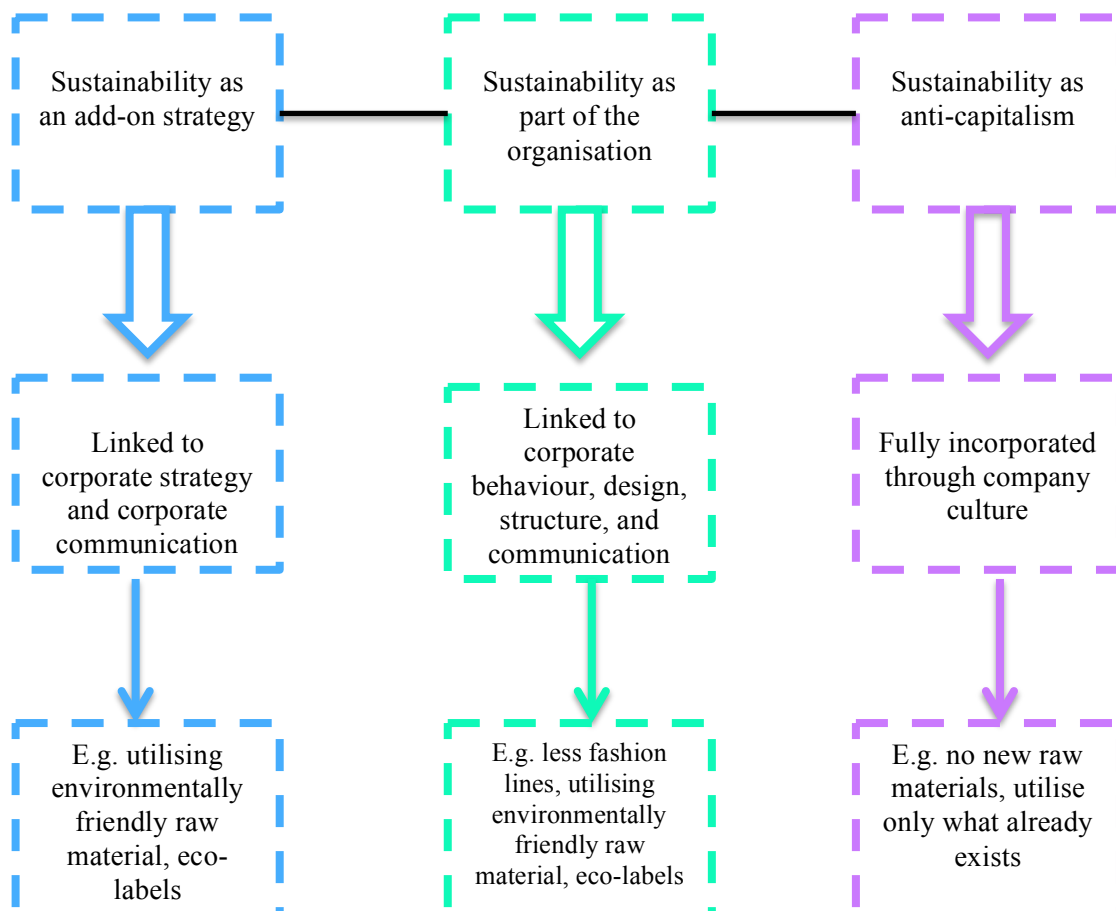 Sustainability as
an add-on strategy
Sustainability as
part of the
organisation
Sustainability as
anti-capitalism
Linked to
corporate strategy
and corporate
communication
Linked to
corporate
behaviour, design,
structure, and
communication
Fully incorporated
through company
culture
E.g. utilising
environmentally
friendly raw
material, eco-
labels
E.g. less fashion
lines, utilising
environmentally
friendly raw
material, eco-labels
E.g. no new raw
materials, utilise
only what already
exists